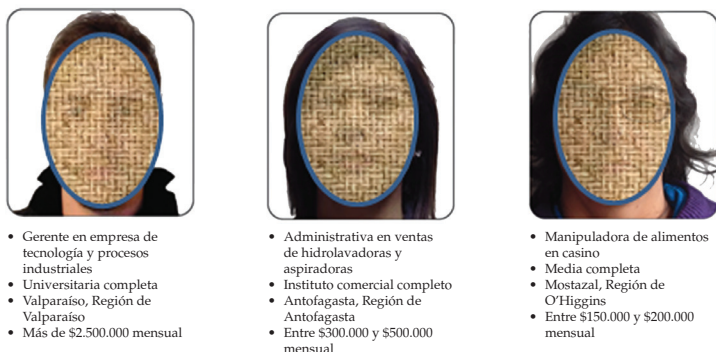 • Gerente en empresa de
tecnología y procesos
industriales
• Universitaria completa
• Valparaíso, Región de
Valparaíso
• Más de $2.500.000 mensual
• Administrativa en ventas
de hidrolavadoras y
aspiradoras
• Instituto comercial completo
• Antofagasta, Región de
Antofagasta
• Entre $300.000 y $500.000
mensual
• Manipuladora de alimentos
en casino
• Media completa
• Mostazal, Región de
O’Higgins
• Entre $150.000 y $200.000
mensual